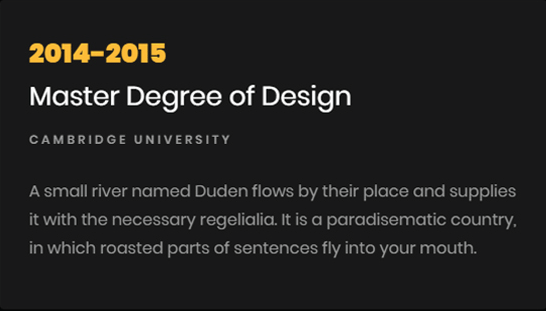 2014-2015
Master Degree of Design
CAMBRIDGE UNIVERSITY
A small river named Duden flows by their place and supplies
it with the necessary regelialia. It is a paradisematic country,
in which roasted parts of sentences fly into your mouth.